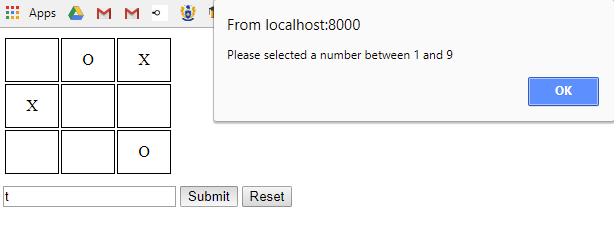 Apps
From localhost:8000
Please selected a number between 1 and 9
OK
O X
X
O
t Submit Reset